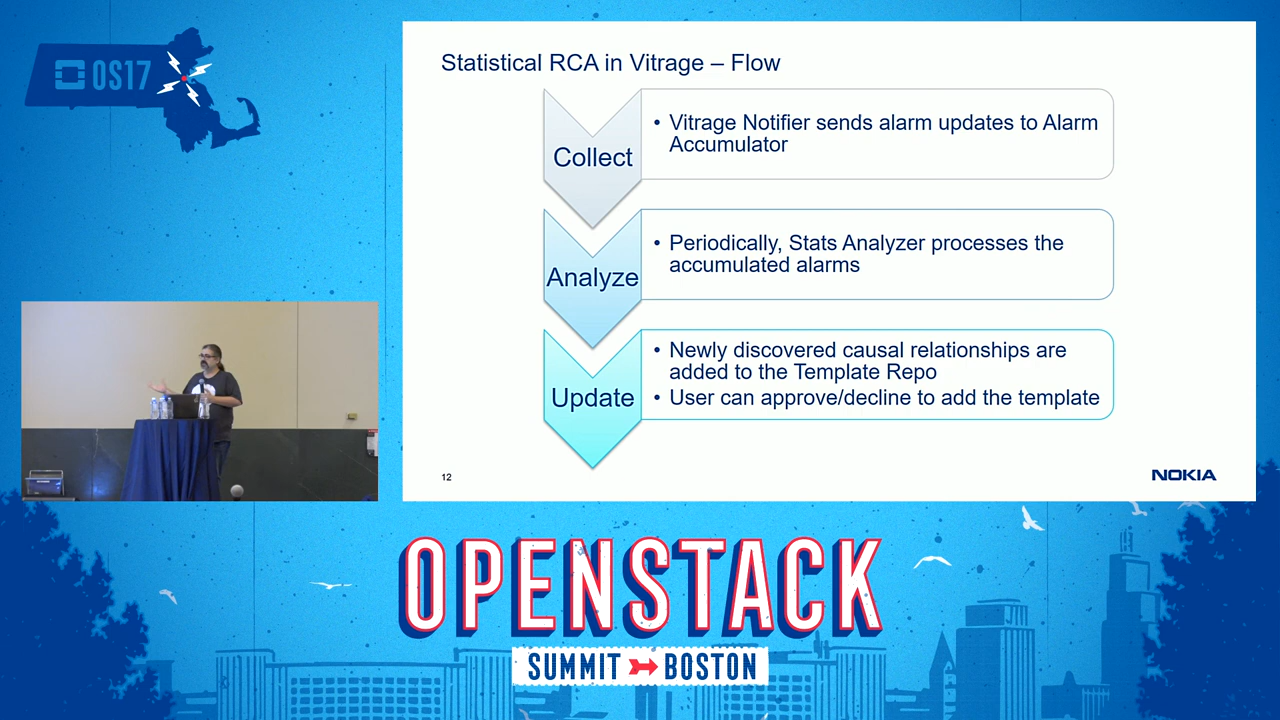 OS17
Statistical RCA in Vitrage – Flow
Collect
• Vitrage Notifier sends alarm updates to Alarm
Accumulator
Analyze
• Periodically, Stats Analyzer processes the
accumulated alarms
Update
• Newly discovered causal relationships are
added to the Template Repo
• User can approve/decline to add the template
12
NOKIA
OPENSTACK
SUMMIT BOSTON